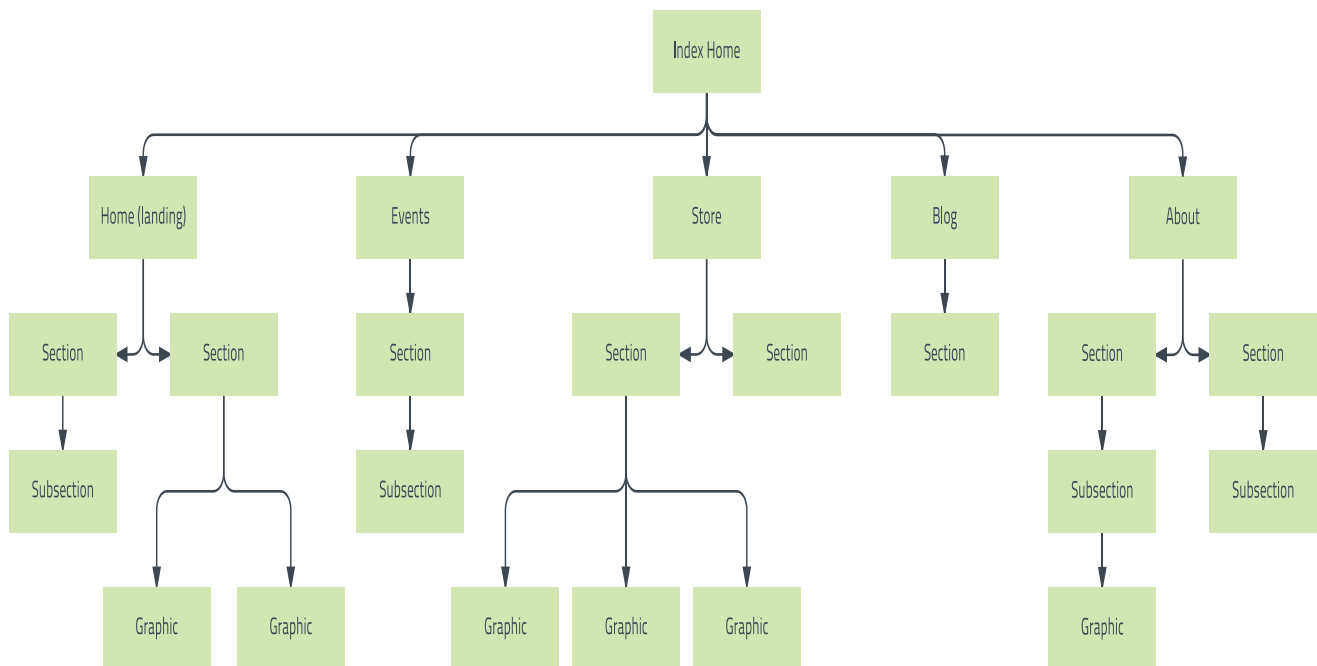 Index Home
Home (landing)
Events
Store
Blog
About
Section
Section
Section
Section
Section
Section
Section
Section
Subsection
Subsection
Subsection
Subsection
Graphic
Graphic
Graphic
Graphic
Graphic
Graphic